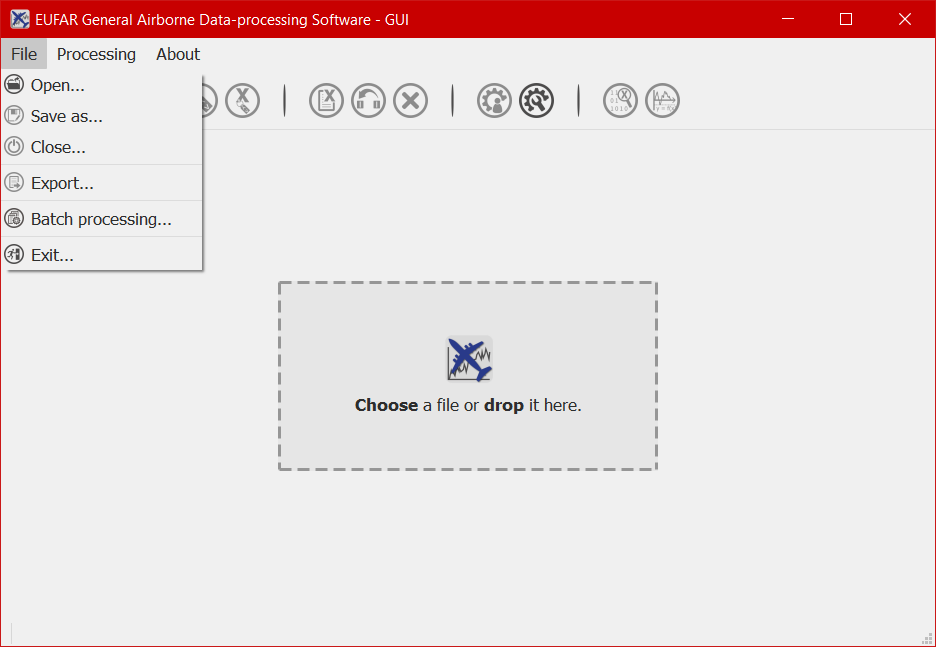 EUFAR General Airborne Data-processing Software - GUI
File Processing About
Open...
Save as...
Close...
Export...
Batch processing...
Exit...
Choose a file or drop it here.